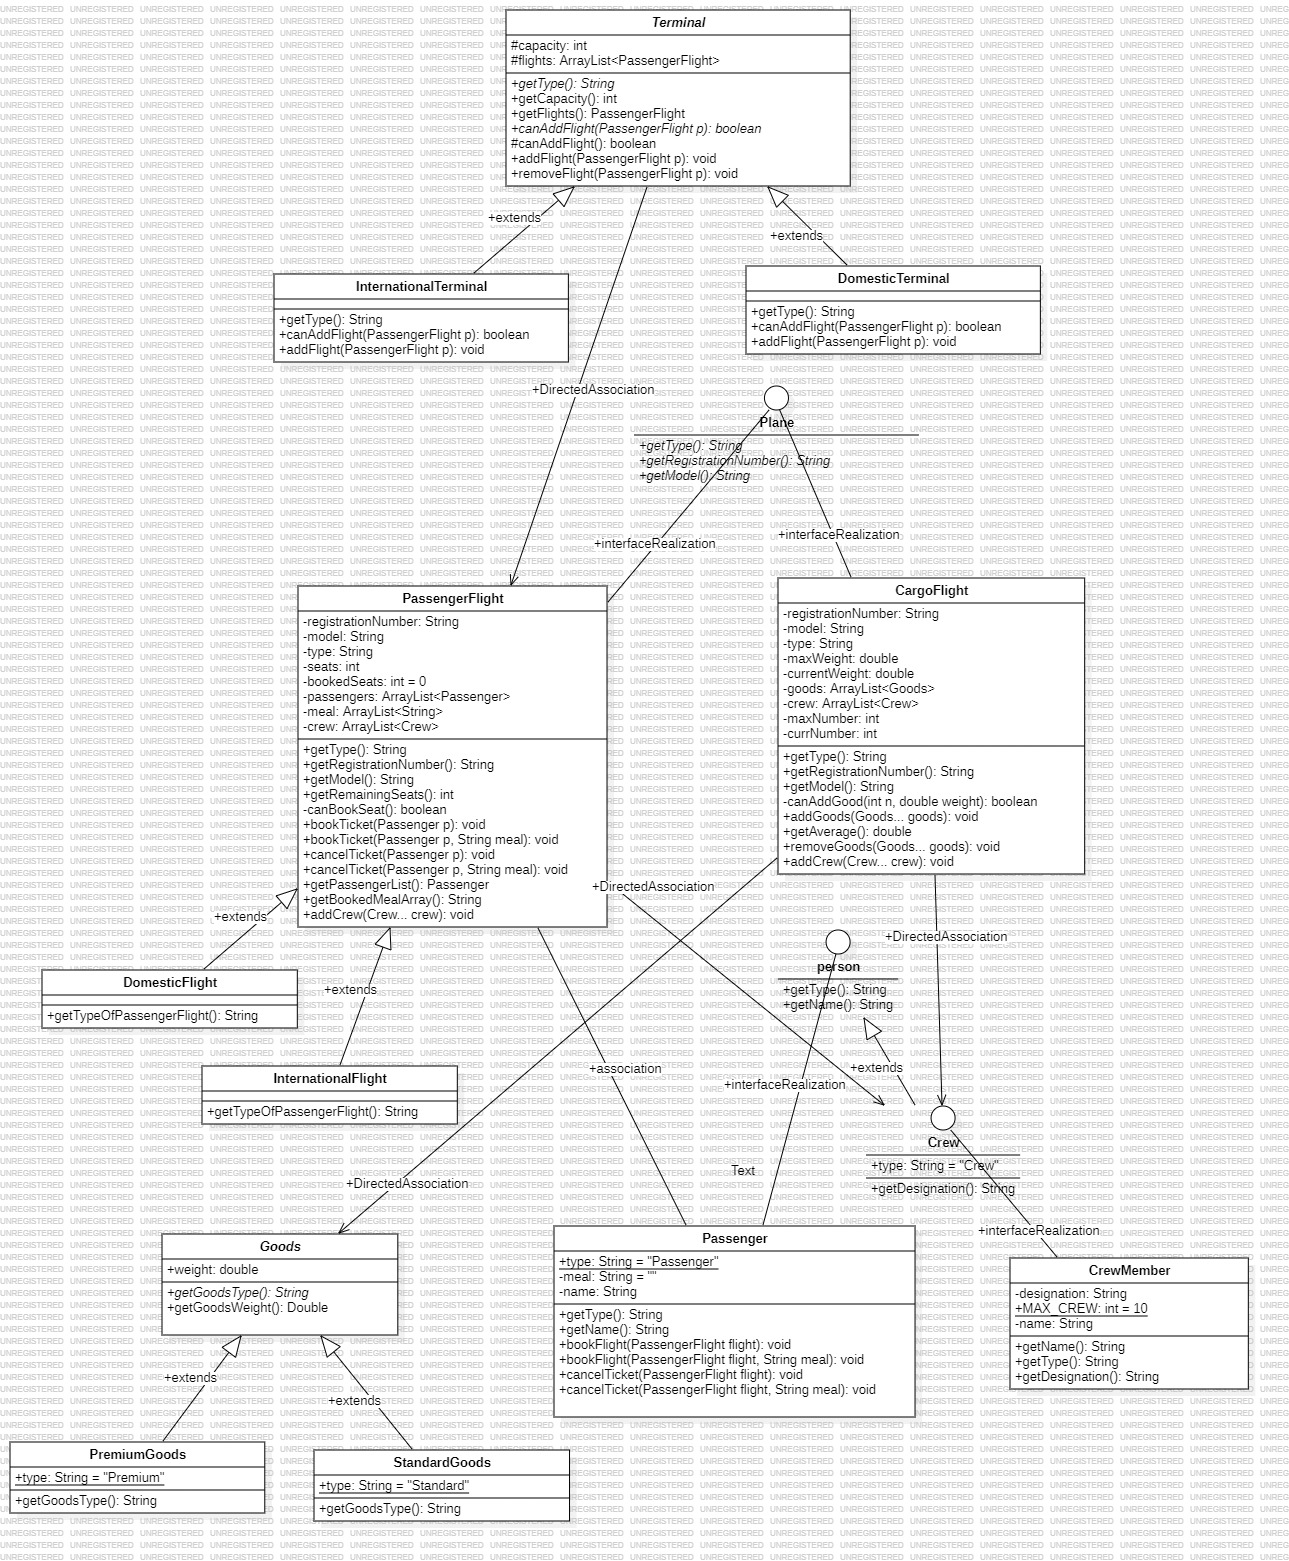 Terminal
#capacity: int
#flights: ArrayList<PassengerFlight>
+getType(): String
+getCapacity(): int
+getFlights(): PassengerFlight
+canAddFlight(PassengerFlight p): boolean
#canAddFlight(): boolean
+addFlight(PassengerFlight p): void
+removeFlight(PassengerFlight p): void
+extends
+extends
InternationalTerminal
+getType(): String
+canAddFlight(PassengerFlight p): boolean
+addFlight(PassengerFlight p): void
DomesticTerminal
+getType(): String
+canAddFlight(PassengerFlight p): boolean
+addFlight(PassengerFlight p): void
+DirectedAssociation
Plane
+getType(): String
+getRegistrationNumber(): String
+getModel(): String
+interfaceRealization
+interfaceRealization
PassengerFlight
-registrationNumber: String
-model: String
-type: String
-seats: int
-bookedSeats: int = 0
-passengers: ArrayList<Passenger>
-meal: ArrayList<String>
-crew: ArrayList<Crew>
+getType(): String
+getRegistrationNumber(): String
+getModel(): String
+getRemainingSeats(): int
-canBookSeat(): boolean
+bookTicket(Passenger p): void
+bookTicket(Passenger p, String meal): void
+cancelTicket(Passenger p): void
+cancelTicket(Passenger p, String meal): void
+getPassengerList(): Passenger
+getBookedMealArray(): String
+addCrew(Crew... crew): void
CargoFlight
-registrationNumber: String
-model: String
-type: String
-maxWeight: double
-currentWeight: double
-goods: ArrayList<Goods>
-crew: ArrayList<Crew>
-maxNumber: int
-currNumber: int
+getType(): String
+getRegistrationNumber(): String
+getModel(): String
-canAddGood(int n, double weight): boolean
+addGoods(Goods... goods): void
+getAverage(): double
+removeGoods(Goods... goods): void
+addCrew(Crew... crew): void
+DirectedAssociation
+extends
+DirectedAssociation
person
+getType(): String
+getName(): String
DomesticFlight
+getTypeOfPassengerFlight(): String
+extends
+association
+extends
+interfaceRealization
InternationalFlight
+getTypeOfPassengerFlight(): String
Crew
+type: String = "Crew"
+getDesignation(): String
Text
+DirectedAssociation
+interfaceRealization
Goods
+weight: double
+getGoodsType(): String
+getGoodsWeight(): Double
Passenger
+type: String = "Passenger"
-meal: String = ""
-name: String
+getType(): String
+getName(): String
+bookFlight(PassengerFlight flight): void
+bookFlight(PassengerFlight flight, String meal): void
+cancelTicket(PassengerFlight flight): void
+cancelTicket(PassengerFlight flight, String meal): void
CrewMember
-designation: String
+MAX_CREW: int = 10
-name: String
+getName(): String
+getType(): String
+getDesignation(): String
+extends
+extends
PremiumGoods
+type: String = "Premium"
+getGoodsType(): String
StandardGoods
+type: String = "Standard"
+getGoodsType(): String